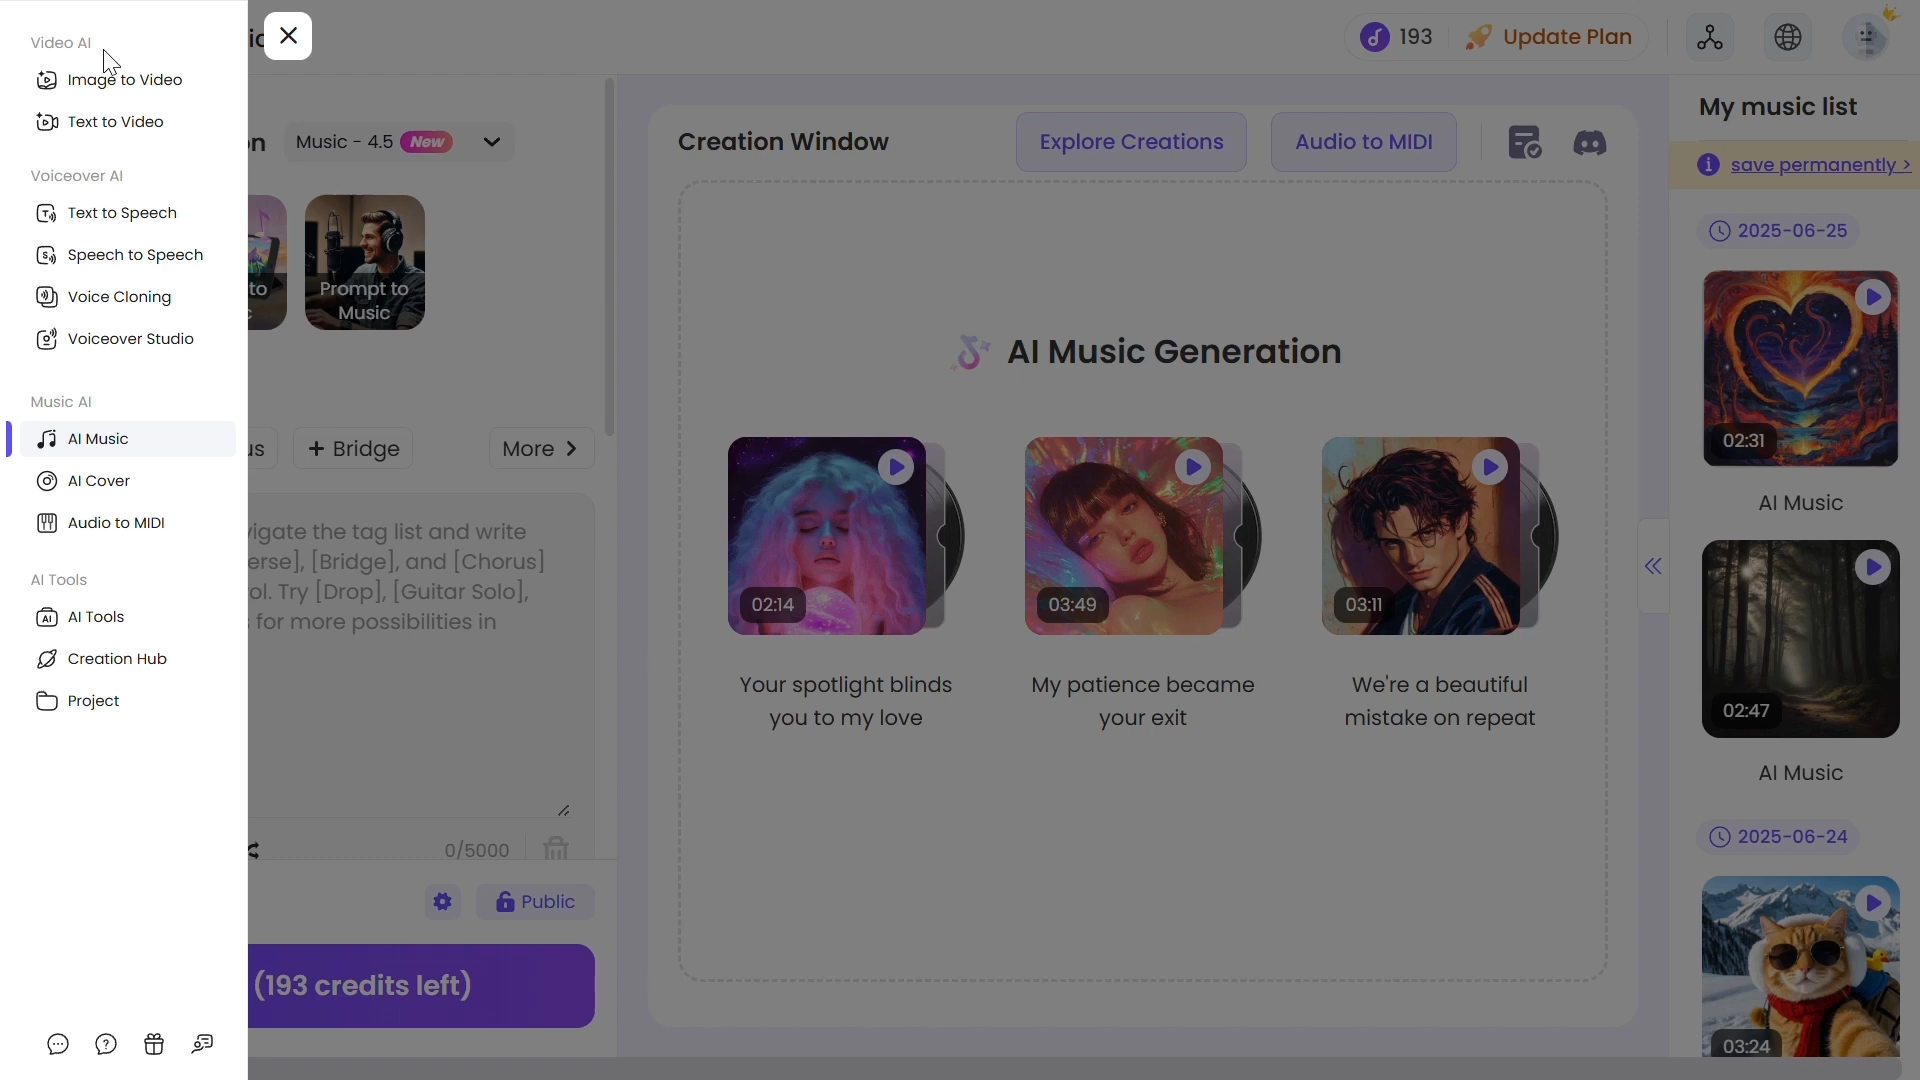 Video AI
Image to Video
Text to Video
Voiceover AI
Text to Speech
Speech to Speech
Voice Cloning
Voiceover Studio
Music AI
AI Music
AI Cover
Audio to MIDI
AI Tools
AI Tools
Creation Hub
Project
193
Update Plan
Music - 4.5 New
to
Prompt to
Music
+ Bridge
More
erse], [Bridge], and [Chorus]
igate the tag list and write
ol. Try [Drop], [Guitar Solo],
for more possibilities in
0/5000
Public
(193 credits left)
Creation Window
Explore Creations
Audio to MIDI
AI Music Generation
02:14
03:49
03:11
Your spotlight blinds
you to my love
My patience became
your exit
We're a beautiful
mistake on repeat
My music list
save permanently >
2025-06-25
02:31
AI Music
02:47
AI Music
2025-06-24
03:24